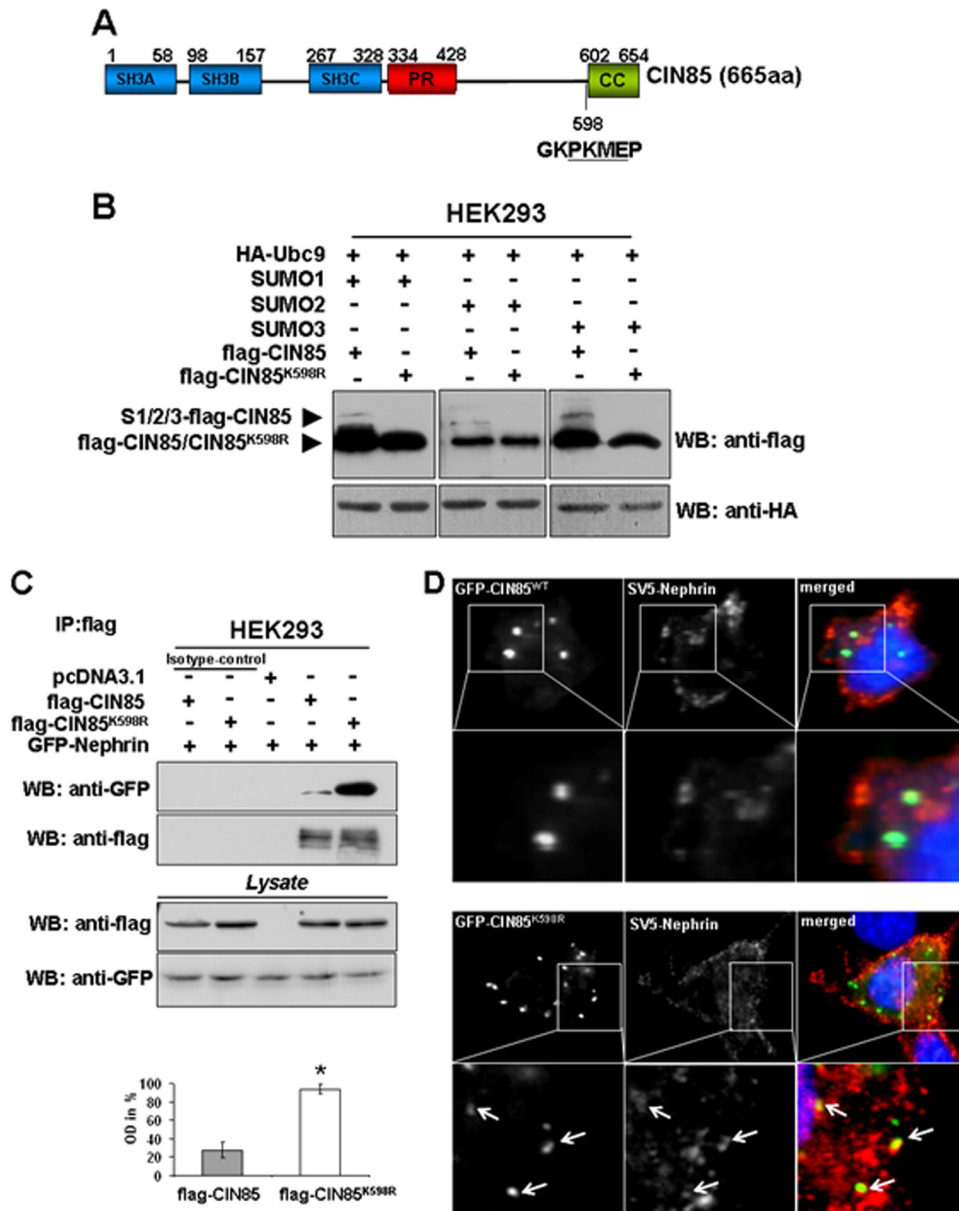 A
1 58 98 157 267 328 334 428 602 654
SH3A SH3B SH3C PR CC CIN85 (665aa)
598
GKPKMEP
B
HEK293
HA-Ubc9 + + + + + +
SUMO1 + + - - - -
SUMO2 - - + + - -
SUMO3 - - - - + +
flag-CIN85 + - + - + -
flag-CIN85K598R - + - + - +
S1/2/3-flag-CIN85
flag-CIN85/CIN85K598R
WB: anti-flag
WB: anti-HA
C
IP:flag
HEK293
Isotype-control
pcDNA3.1 - - + - -
flag-CIN85 + - - + -
flag-CIN85K598R - + - - +
GFP-Nephrin + + + + +
WB: anti-GFP
WB: anti-flag
Lysate
WB: anti-flag
WB: anti-GFP
OD in %
100
80
60
40
20
0
*
flag-CIN85 flag-CIN85K598R
D
GFP-CIN85WT SV5-Nephrin merged
GFP-CIN85K598R SV5-Nephrin merged